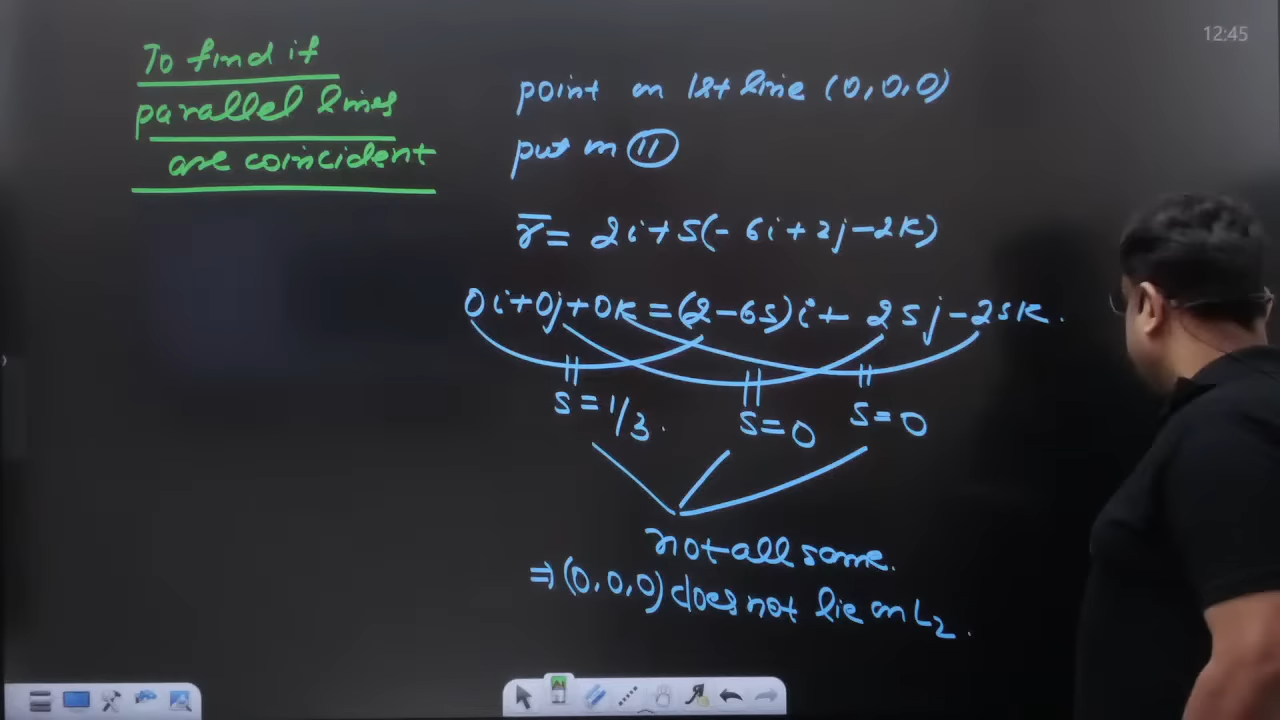 12:45
To find if
parallel lines
are coincident
point on 1st line (0,0,0)
put in (11)
r̅ = 2i+s(-6i+2j-2k)
0i+0j+0k=(2-6s)i+ 2sj-2sk.
s=1/3. s=0 s=0
not all same.
⇒(0,0,0) does not lie on L₂.